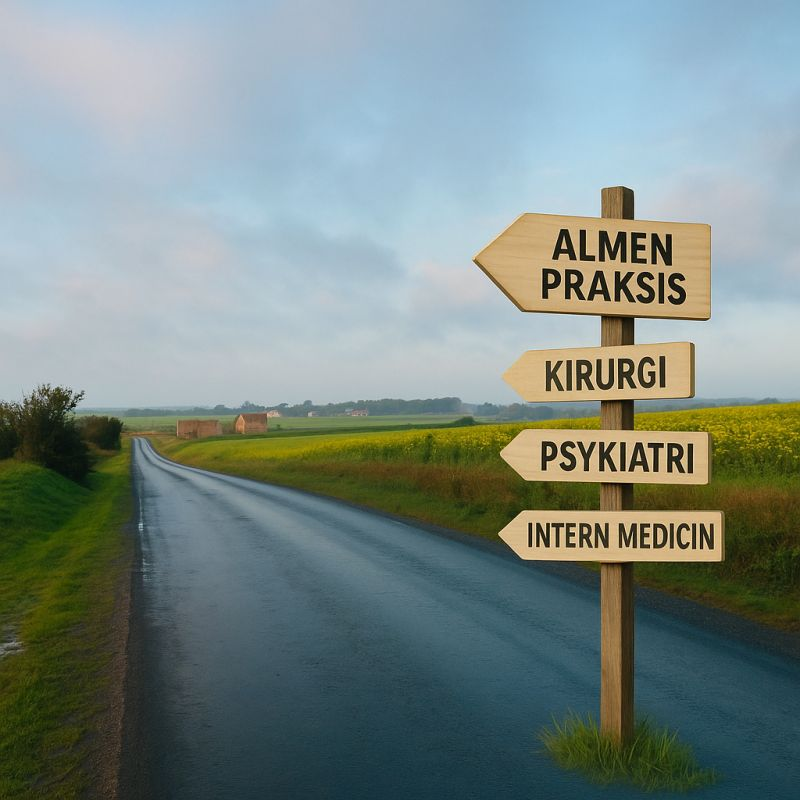 ALMEN
PRAKSIS
KIRURGI
PSYKIATRI
INTERN MEDICIN